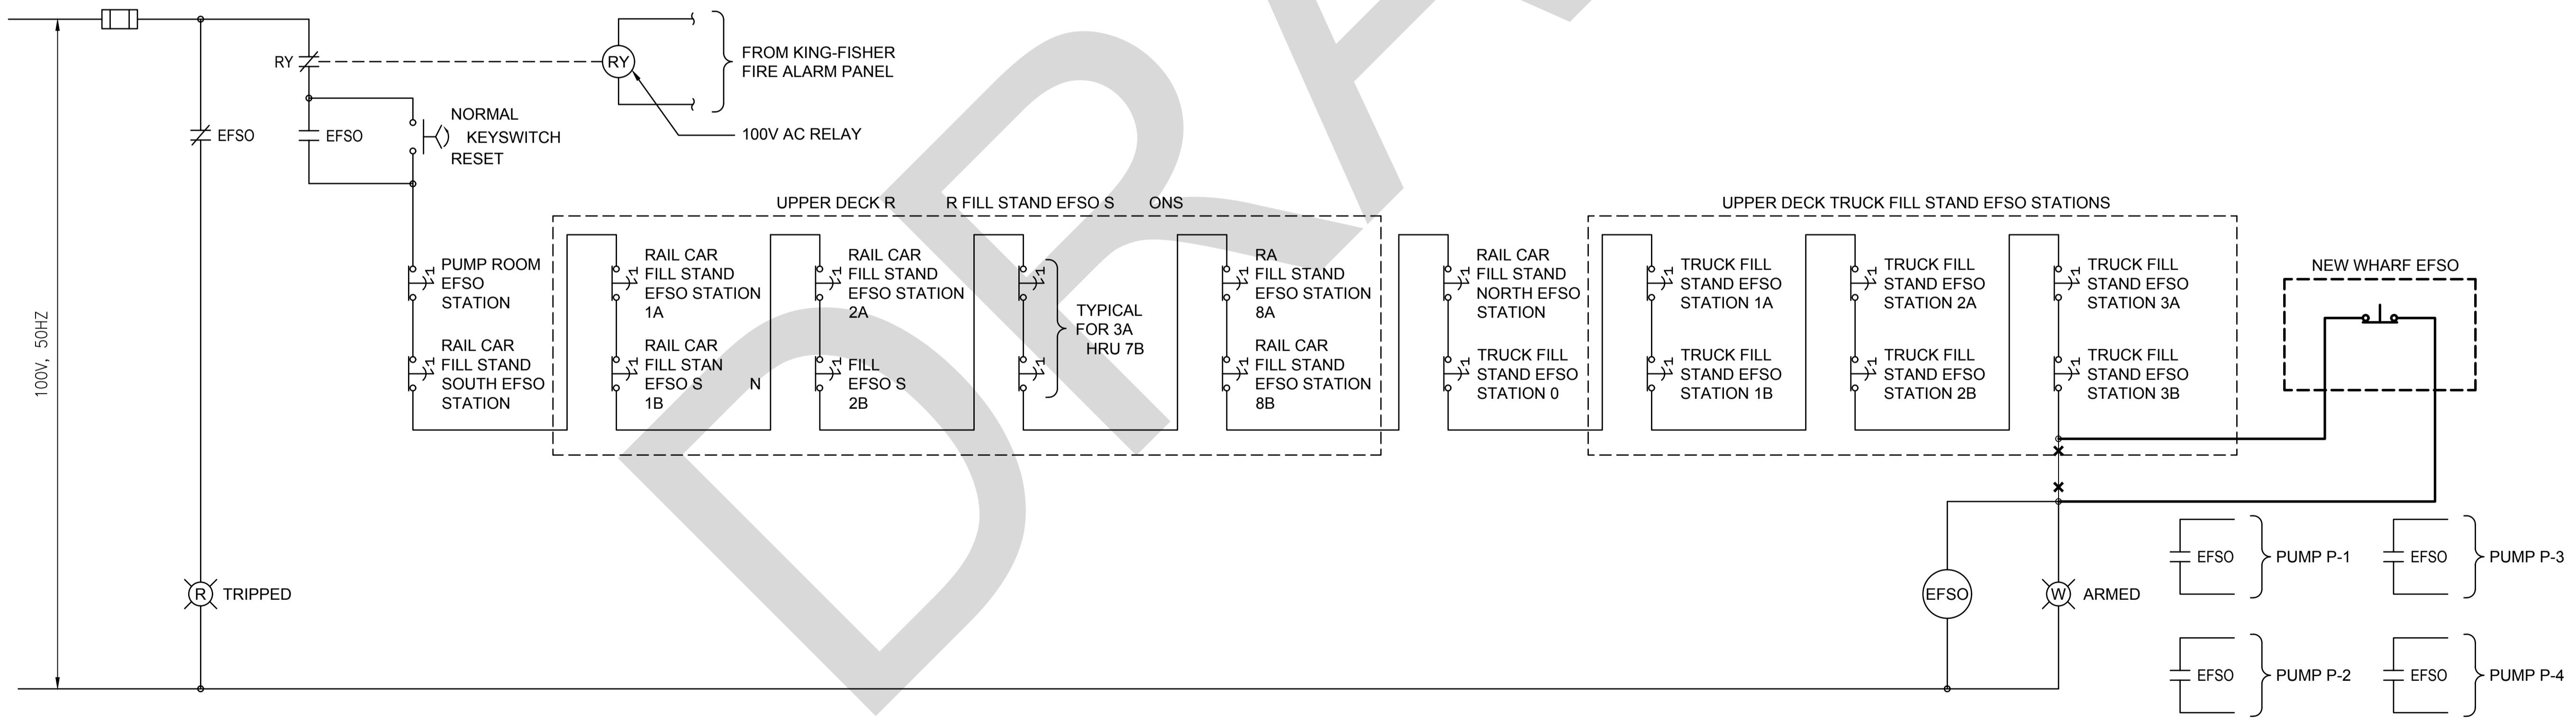 FROM KING-FISHER
FIRE ALARM PANEL
RY
RY
100V AC RELAY
EFSO
EFSO
NORMAL
KEYSWITCH
RESET
100V, 50HZ
UPPER DECK R R FILL STAND EFSO S ONS
UPPER DECK TRUCK FILL STAND EFSO STATIONS
PUMP ROOM
EFSO
STATION
RAIL CAR
FILL STAND
SOUTH EFSO
STATION
RAIL CAR
FILL STAND
EFSO STATION
1A
RAIL CAR
FILL STAN
EFSO S N
1B
RAIL CAR
FILL STAND
EFSO STATION
2A
FILL
EFSO S
2B
TYPICAL
FOR 3A
HRU 7B
RA
FILL STAND
EFSO STATION
8A
RAIL CAR
FILL STAND
EFSO STATION
8B
RAIL CAR
FILL STAND
NORTH EFSO
STATION
TRUCK FILL
STAND EFSO
STATION 0
TRUCK FILL
STAND EFSO
STATION 1A
TRUCK FILL
STAND EFSO
STATION 1B
TRUCK FILL
STAND EFSO
STATION 2A
TRUCK FILL
STAND EFSO
STATION 2B
TRUCK FILL
STAND EFSO
STATION 3A
TRUCK FILL
STAND EFSO
STATION 3B
NEW WHARF EFSO
R TRIPPED
EFSO
W ARMED
EFSO PUMP P-1
EFSO PUMP P-3
EFSO PUMP P-2
EFSO PUMP P-4
DRA